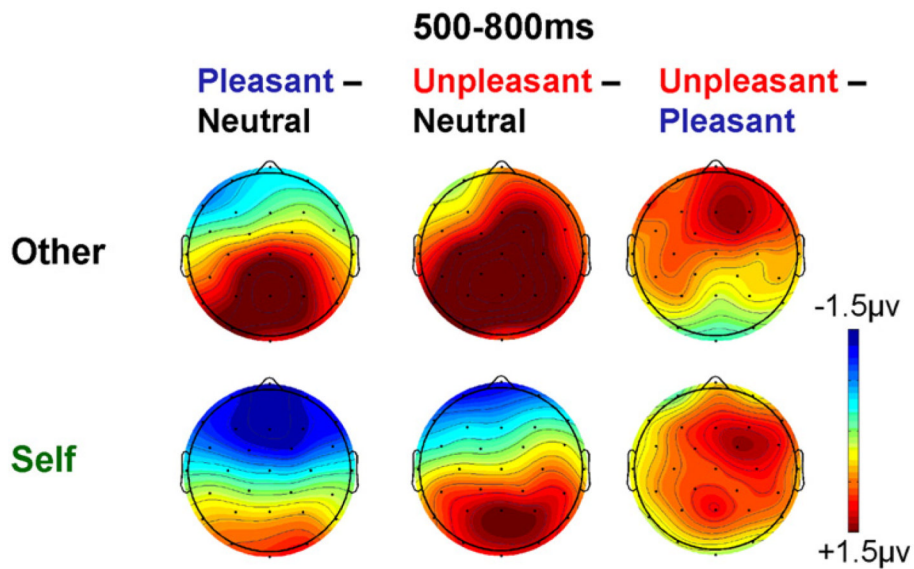 500-800ms
Pleasant –
Neutral
Unpleasant –
Neutral
Unpleasant –
Pleasant
Other
-1.5μv
+1.5μv
Self